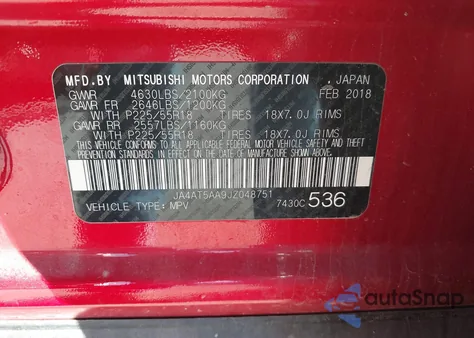 MFD.BY MITSUBISHI MOTORS CORPORATION , JAPAN
GVWR 4630LBS/2100KG FEB 2018
GAWR FR 2646LBS/1200KG
WITH P225/55R18 TIRES 18X7.0J RIMS
GAWR RR 2557LBS/1160KG
WITH P225/55R18 TIRES 18X7.0J RIMS
THIS VEHICLE CONFORMS TO ALL APPLICABLE
FEDERAL MOTOR VEHICLE SAFETY AND
THEFT PREVENTION STANDARDS IN EFFECT ON
THE DATE OF MANUFACTURE SHOWN ABOVE.
JA4AT5AA9JZ048751
VEHICLE TYPE:MPV 7430C 536
autoSnap